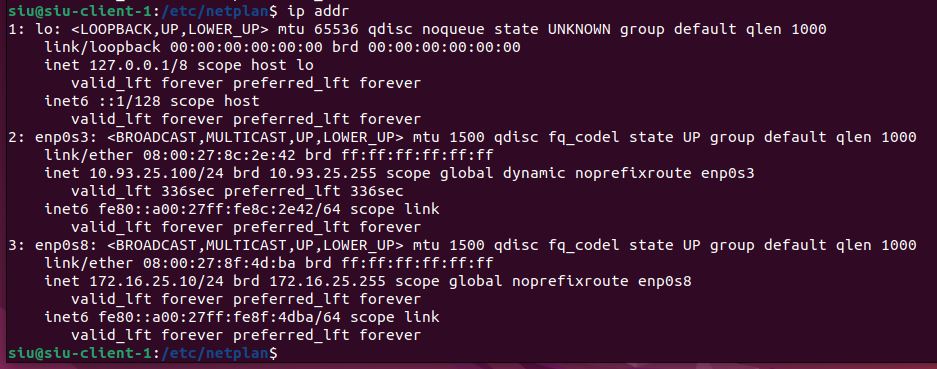 siu@siu-client-1:/etc/netplan$ ip addr
1: lo: <LOOPBACK,UP,LOWER_UP> mtu 65536 qdisc noqueue state UNKNOWN group default qlen 1000
    link/loopback 00:00:00:00:00:00 brd 00:00:00:00:00:00
    inet 127.0.0.1/8 scope host lo
       valid_lft forever preferred_lft forever
    inet6 ::1/128 scope host
       valid_lft forever preferred_lft forever
2: enp0s3: <BROADCAST,MULTICAST,UP,LOWER_UP> mtu 1500 qdisc fq_codel state UP group default qlen 1000
    link/ether 08:00:27:8c:2e:42 brd ff:ff:ff:ff:ff:ff
    inet 10.93.25.100/24 brd 10.93.25.255 scope global dynamic noprefixroute enp0s3
       valid_lft 336sec preferred_lft 336sec
    inet6 fe80::a00:27ff:fe8c:2e42/64 scope link
       valid_lft forever preferred_lft forever
3: enp0s8: <BROADCAST,MULTICAST,UP,LOWER_UP> mtu 1500 qdisc fq_codel state UP group default qlen 1000
    link/ether 08:00:27:8f:4d:ba brd ff:ff:ff:ff:ff:ff
    inet 172.16.25.10/24 brd 172.16.25.255 scope global noprefixroute enp0s8
       valid_lft forever preferred_lft forever
    inet6 fe80::a00:27ff:fe8f:4dba/64 scope link
       valid_lft forever preferred_lft forever
siu@siu-client-1:/etc/netplan$